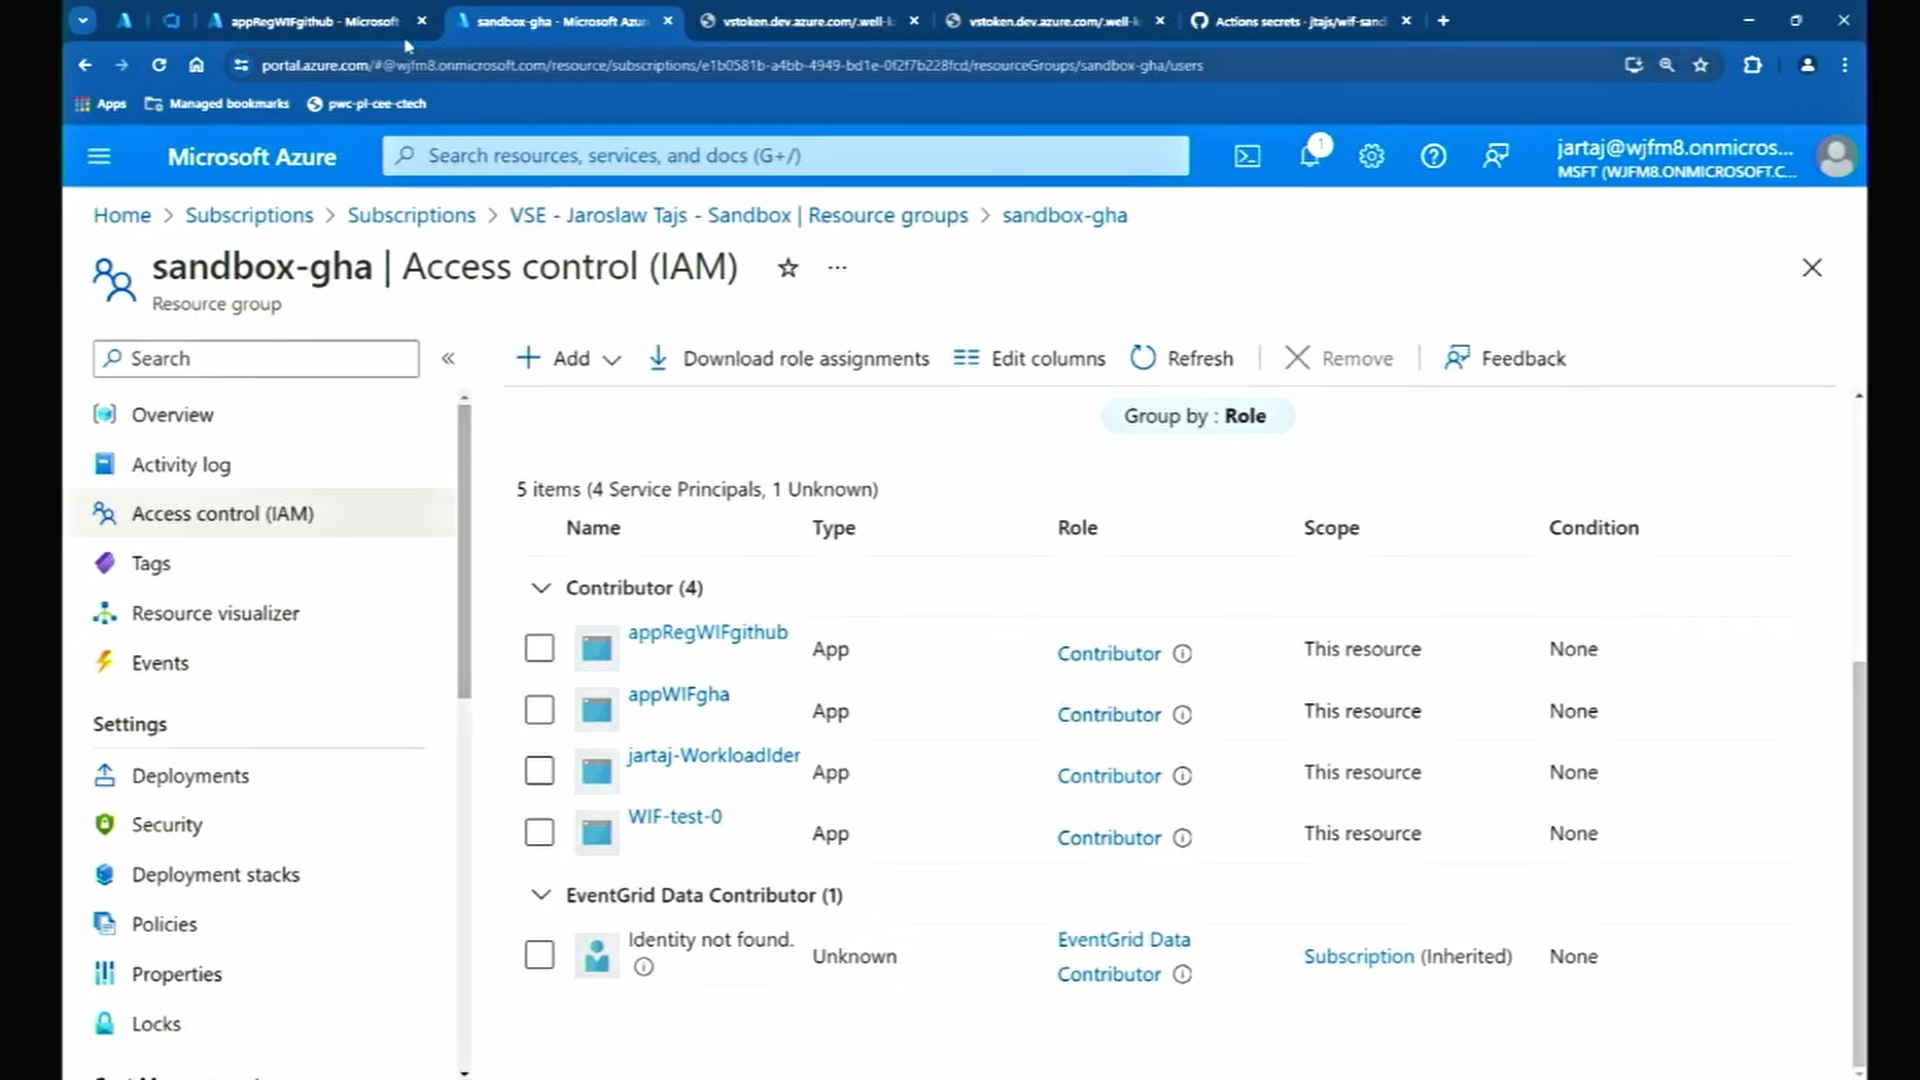 appRegWIFgithub - Microsoft
sandbox-gha - Microsoft Azur
vstoken.dev.azure.com/.well-k
vstoken.dev.azure.com/.well-k
Actions secrets · jtajs/wif-sand
portal.azure.com/#@wjfm8.onmicrosoft.com/resource/subscriptions/e1b0581b-a4bb-4949-bd1e-0f2f7b228fcd/resourceGroups/sandbox-gha/users
Apps Managed bookmarks pwc-pl-cee-ctech
Microsoft Azure
Search resources, services, and docs (G+/)
1
jartaj@wjfm8.onmicros...
MSFT (WJFM8.ONMICROSOFT.C...
Home > Subscriptions > Subscriptions > VSE - Jaroslaw Tajs - Sandbox | Resource groups > sandbox-gha
sandbox-gha | Access control (IAM) ...
Resource group
Search
Overview
Activity log
Access control (IAM)
Tags
Resource visualizer
Events
Settings
Deployments
Security
Deployment stacks
Policies
Properties
Locks
Add Download role assignments Edit columns Refresh Remove Feedback
Group by : Role
5 items (4 Service Principals, 1 Unknown)
Name Type Role Scope Condition
Contributor (4)
appRegWIFgithub App Contributor This resource None
appWIFgha App Contributor This resource None
jartaj-WorkloadIder App Contributor This resource None
WIF-test-0 App Contributor This resource None
EventGrid Data Contributor (1)
Identity not found. Unknown EventGrid Data Contributor Subscription (Inherited) None